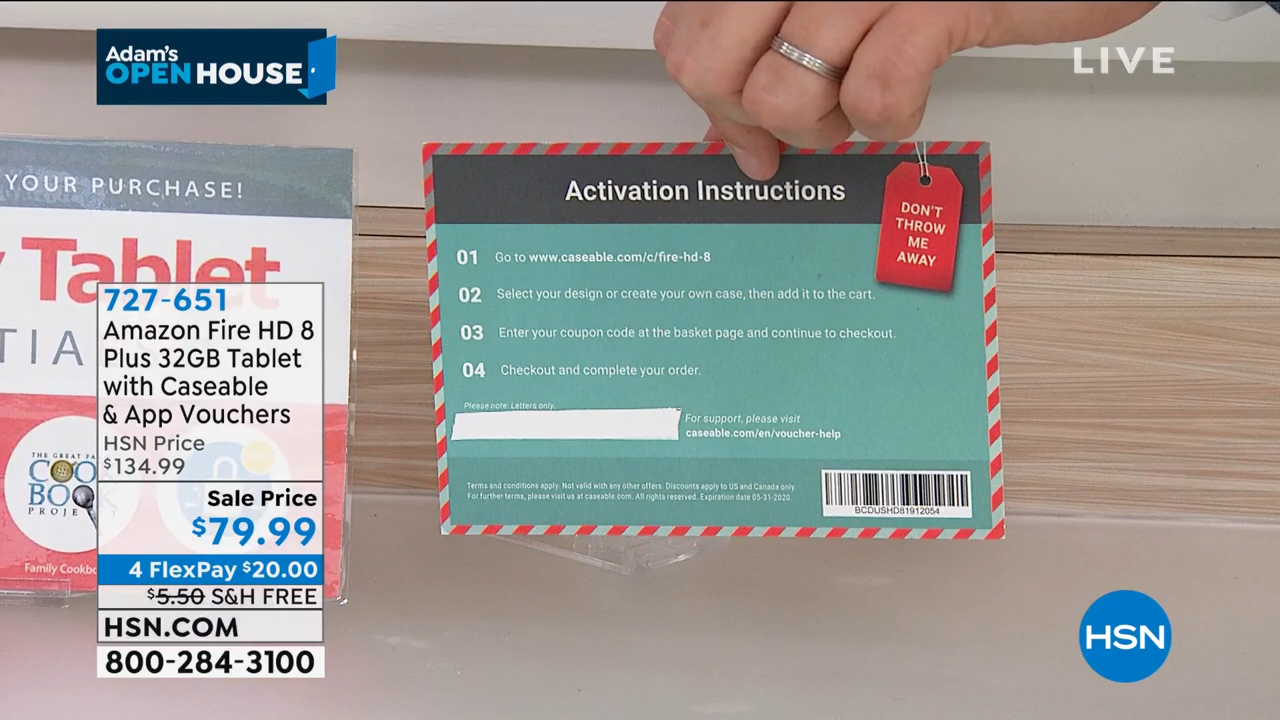 Adam's
OPEN HOUSE
LIVE
YOUR PURCHASE!
Tablet
TIA
THE GREAT
COO
BOO
PROJE
727-651
Amazon Fire HD 8
Plus 32GB Tablet
with Caseable
& App Vouchers
HSN Price
$134.99
Sale Price
$79.99
4 FlexPay $20.00
$5.50 S&H FREE
HSN.COM
800-284-3100
Activation Instructions
DON'T
THROW
ME
AWAY
01 Go to www.caseable.com/c/fire-hd-8
02 Select your design or create your own case, then add it to the cart.
03 Enter your coupon code at the basket page and continue to checkout.
04 Checkout and complete your order.
Please note: Letters only.
For support, please visit
caseable.com/en/voucher-help
Terms and conditions apply. Not valid with any other offers. Discounts apply to US and Canada only.
For further terms, please visit us at caseable.com. All rights reserved. Expiration date 05-31-2020.
BCDUSHD81912054
HSN